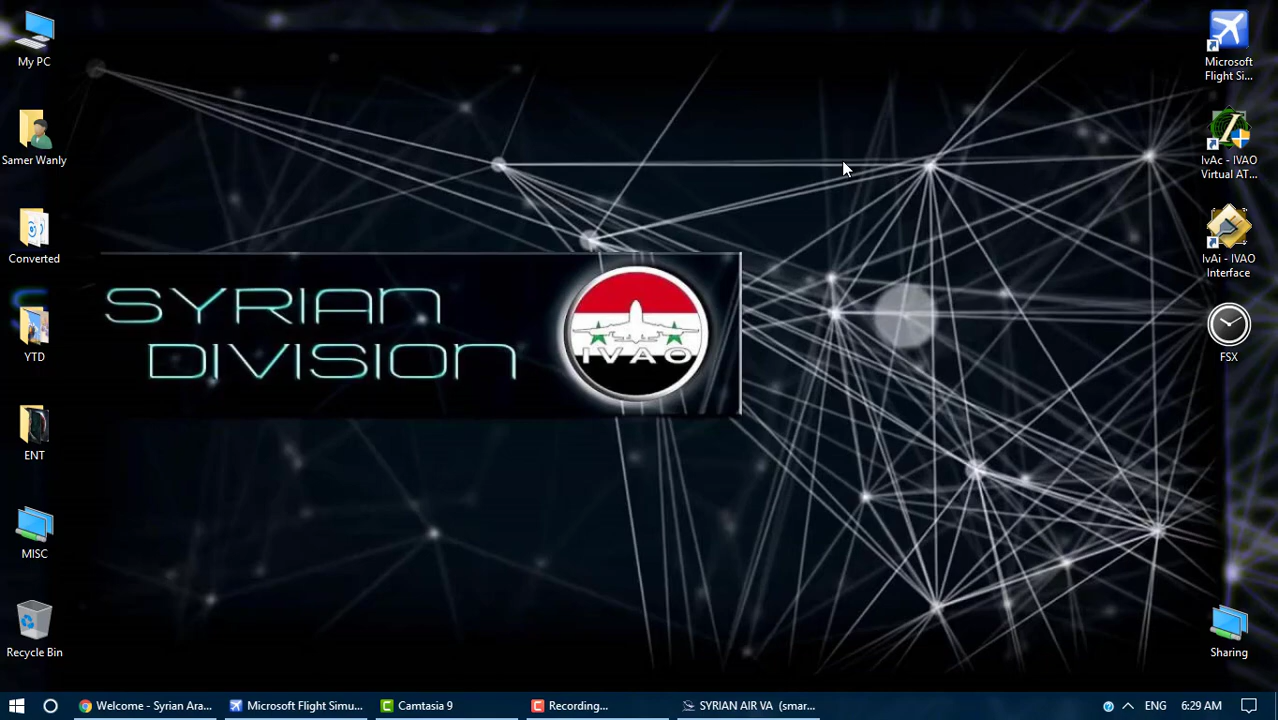 My PC
Samer Wanly
Converted
YTD
ENT
MISC
Recycle Bin
SYRIAN
DIVISION
IVAO
Microsoft
Flight Si...
IvAc - IVAO
Virtual AT...
IvAi - IVAO
Interface
FSX
Sharing
Welcome - Syrian Ara...
Microsoft Flight Simu...
Camtasia 9
Recording...
SYRIAN AIR VA (smar...
ENG
6:29 AM